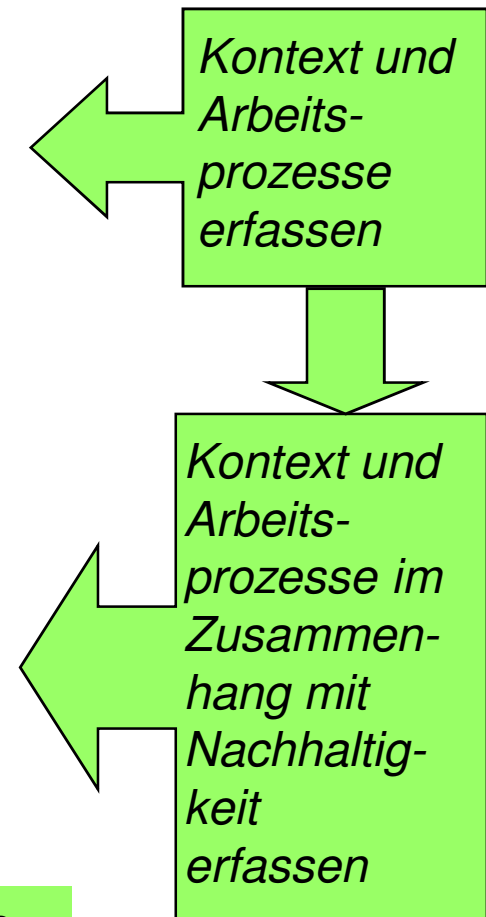 Kontext und
Arbeits-
prozesse
erfassen
Kontext und
Arbeits-
prozesse im
Zusammen-
hang mit
Nachhaltig-
keit
erfassen